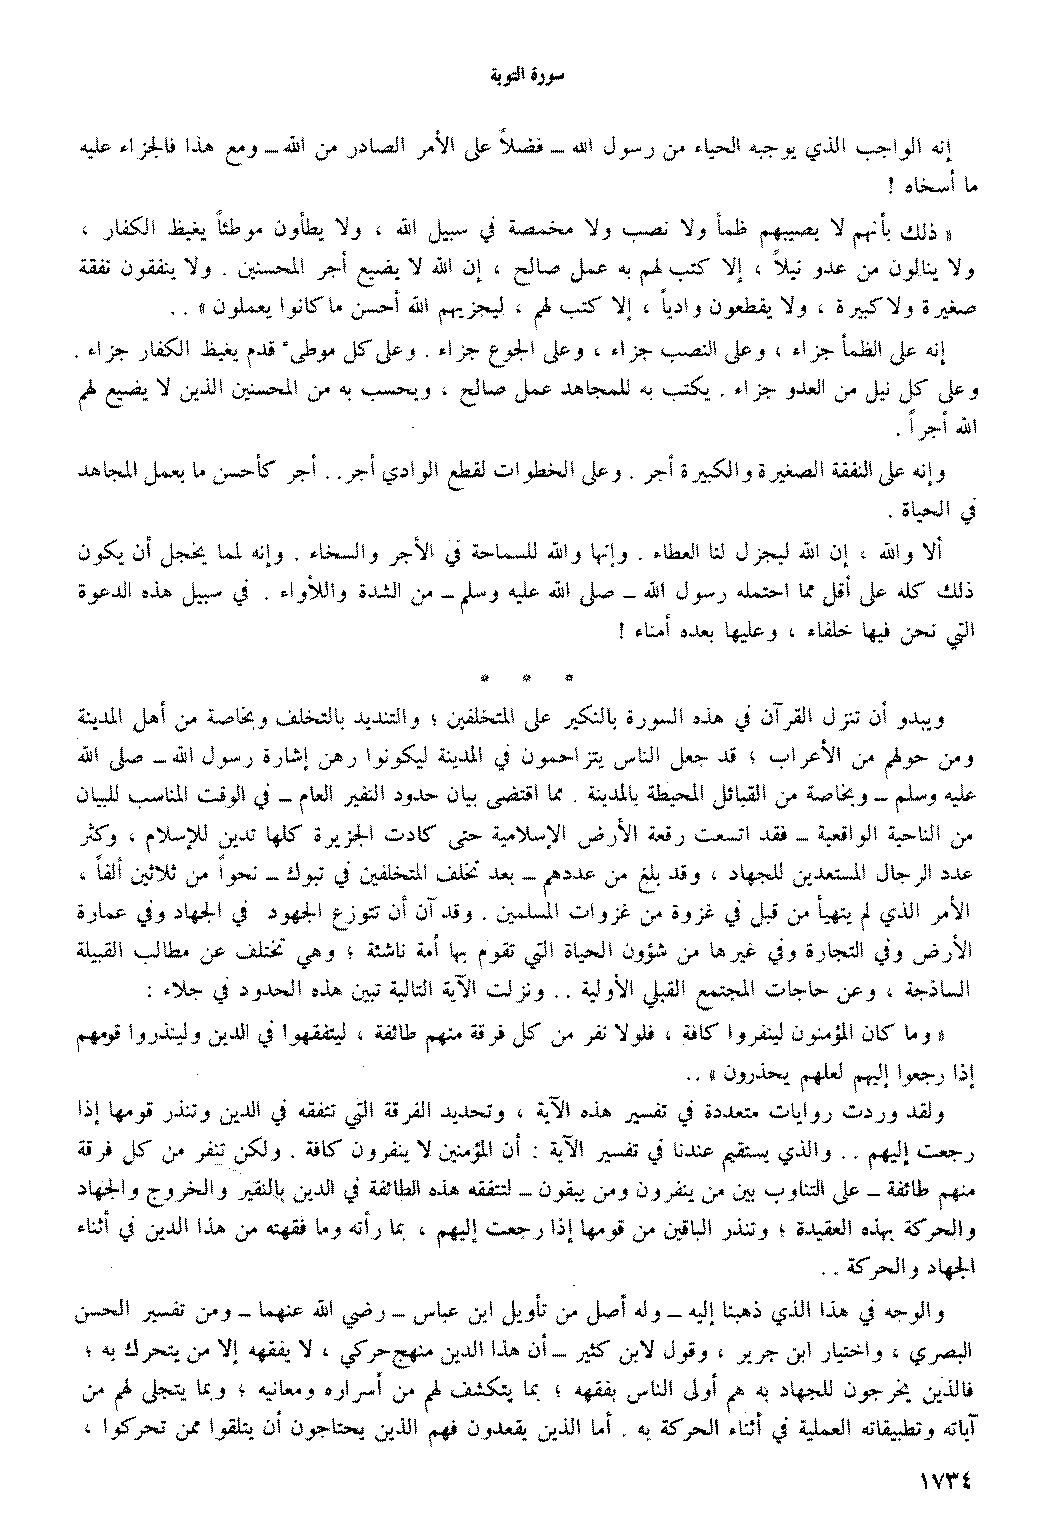 سورة التوبة
إنه الواجب الذي يوجبه الحياء من رسول الله – فضلاً على الأمر الصادر من الله – ومع هذا فالجزاء عليه
ما أسخاه !
« ذلك بأنهم لا يصيبهم ظمأ ولا نصب ولا مخمصة في سبيل الله ، ولا يطأون موطئاً يغيظ الكفار ،
ولا ينالون من عدو نيلاً ، إلا كتب لهم به عمل صالح ، إن الله لا يضيع أجر المحسنين . ولا ينفقون نفقة
صغيرة ولا كبيرة ، ولا يقطعون وادياً ، إلا كتب لهم ، ليجزيهم الله أحسن ما كانوا يعملون » . .
إنه على الظمأ جزاء ، وعلى النصب جزاء ، وعلى الجوع جزاء . وعلى كل موطىء قدم يغيظ الكفار جزاء .
وعلى كل نيل من العدو جزاء . يكتب به للمجاهد عمل صالح ، ويحسب به من المحسنين الذين لا يضيع لهم
الله أجراً .
وإنه على النفقة الصغيرة والكبيرة أجر . وعلى الخطوات لقطع الوادي أجر . . أجر كأحسن ما يعمل المجاهد
في الحياة .
ألا والله ، إن الله ليجزل لنا العطاء . وإنها والله للسماحة في الأجر والسخاء . وإنه لمما يخجل أن يكون
ذلك كله على أقل مما احتمله رسول الله – صلى الله عليه وسلم – من الشدة واللأواء . في سبيل هذه الدعوة
التي نحن فيها خلفاء ، وعليها بعده أمناء !
* * *
ويبدو أن تنزل القرآن في هذه السورة بالنكير على المتخلفين ؛ والتنديد بالتخلف وبخاصة من أهل المدينة
ومن حولهم من الأعراب ؛ قد جعل الناس يتزاحمون في المدينة ليكونوا رهن إشارة رسول الله – صلى الله
عليه وسلم – وبخاصة من القبائل المحيطة بالمدينة . مما اقتضى بيان حدود النفير العام – في الوقت المناسب للبيان
من الناحية الواقعية – فقد اتسعت رقعة الأرض الإسلامية حتى كادت الجزيرة كلها تدين للإسلام ، وكثر
عدد الرجال المستعدين للجهاد ، وقد بلغ من عددهم – بعد تخلف المتخلفين في تبوك – نحواً من ثلاثين ألفاً ،
الأمر الذي لم يتهيأ من قبل في غزوة من غزوات المسلمين . وقد آن أن تتوزع الجهود في الجهاد وفي عمارة
الأرض وفي التجارة وفي غيرها من شؤون الحياة التي تقوم بها أمة ناشئة ؛ وهي تختلف عن مطالب القبيلة
الساذجة ، وعن حاجات المجتمع القبلي الأولية . . ونزلت الآية التالية تبين هذه الحدود في جلاء :
« وما كان المؤمنون لينفروا كافة ، فلولا نفر من كل فرقة منهم طائفة ، ليتفقهوا في الدين ولينذروا قومهم
إذا رجعوا إليهم لعلهم يحذرون » . .
ولقد وردت روايات متعددة في تفسير هذه الآية ، وتحديد الفرقة التي تتفقه في الدين وتنذر قومها إذا
رجعت إليهم . . والذي يستقيم عندنا في تفسير الآية : أن المؤمنين لا ينفرون كافة . ولكن تنفر من كل فرقة
منهم طائفة – على التناوب بين من ينفرون ومن يبقون – لتتفقه هذه الطائفة في الدين بالنفير والخروج والجهاد
والحركة بهذه العقيدة ؛ وتنذر الباقين من قومها إذا رجعت إليهم ، بما رأته وما فقهته من هذا الدين في أثناء
الجهاد والحركة . .
والوجه في هذا الذي ذهبنا إليه – وله أصل من تأويل ابن عباس – رضي الله عنهما – ومن تفسير الحسن
البصري ، واختيار ابن جرير ، وقول لابن كثير – أن هذا الدين منهج حركي ، لا يفقهه إلا من يتحرك به ؛
فالذين يخرجون للجهاد به هم أولى الناس بفقهه ؛ بما يتكشف لهم من أسراره ومعانيه ؛ وبما يتجلى لهم من
آياته وتطبيقاته العملية في أثناء الحركة به . أما الذين يقعدون فهم الذين يحتاجون أن يتلقوا ممن تحركوا ،
١٧٣٤